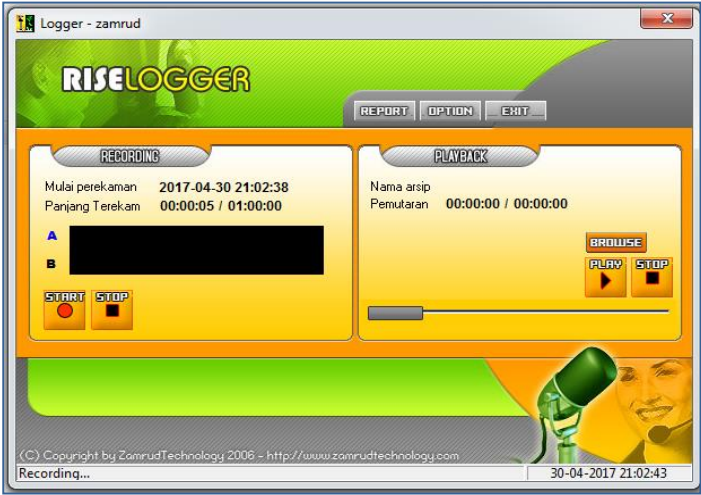 Logger - zamrud
RISELOGGER
REPORT OPTION EXIT
RECORDING
Mulai perekaman 2017-04-30 21:02:38
Panjang Terekam 00:00:05 / 01:00:00
A
B
START STOP
PLAYBACK
Nama arsip
Pemutaran 00:00:00 / 00:00:00
BROWSE
PLAY STOP
(C) Copyright by ZamrudTechnology 2006 - http://www.zamrudtechnology.com
Recording... 30-04-2017 21:02:43